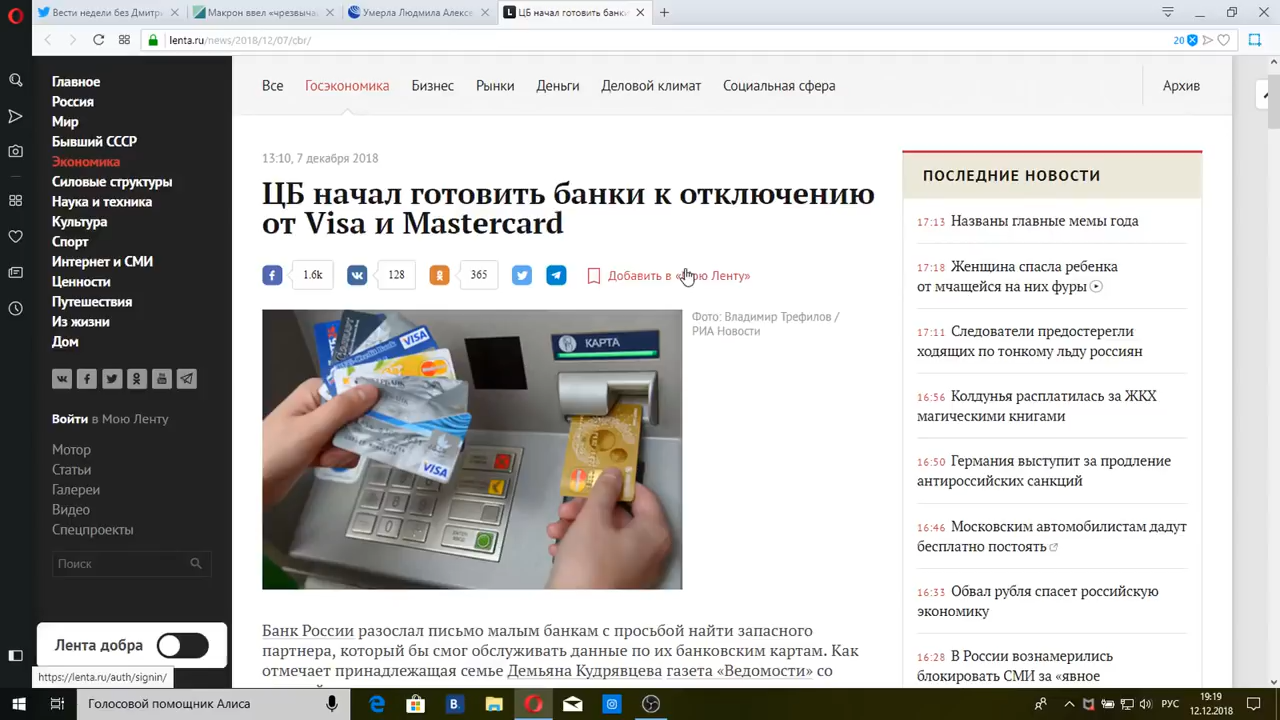 Вести недели без Дмитр
Макрон ввел «чрезвычай
Умерла Людмила Алексе
ЦБ начал готовить банки
lenta.ru/news/2018/12/07/cbr/
20
Главное
Россия
Мир
Бывший СССР
Экономика
Силовые структуры
Наука и техника
Культура
Спорт
Интернет и СМИ
Ценности
Путешествия
Из жизни
Дом
Войти в Мою Ленту
Мотор
Статьи
Галереи
Видео
Спецпроекты
Поиск
Лента добра
https://lenta.ru/auth/signin/
Все Госэкономика Бизнес Рынки Деньги Деловой климат Социальная сфера Архив
13:10, 7 декабря 2018
ЦБ начал готовить банки к отключению
от Visa и Mastercard
1.6k 128 365 Добавить в «Мою Ленту»
КАРТА
VISA
VISA
Фото: Владимир Трефилов /
РИА Новости
Банк России разослал письмо малым банкам с просьбой найти запасного
партнера, который бы смог обслуживать данные по их банковским картам. Как
отмечает принадлежащая семье Демьяна Кудрявцева газета «Ведомости» со
ПОСЛЕДНИЕ НОВОСТИ
17:13 Названы главные мемы года
17:18 Женщина спасла ребенка
от мчащейся на них фуры
17:11 Следователи предостерегли
ходящих по тонкому льду россиян
16:56 Колдунья расплатилась за ЖКХ
магическими книгами
16:50 Германия выступит за продление
антироссийских санкций
16:46 Московским автомобилистам дадут
бесплатно постоять
16:33 Обвал рубля спасет российскую
экономику
16:28 В России вознамерились
блокировать СМИ за «явное
Голосовой помощник Алиса
РУС
19:19
12.12.2018